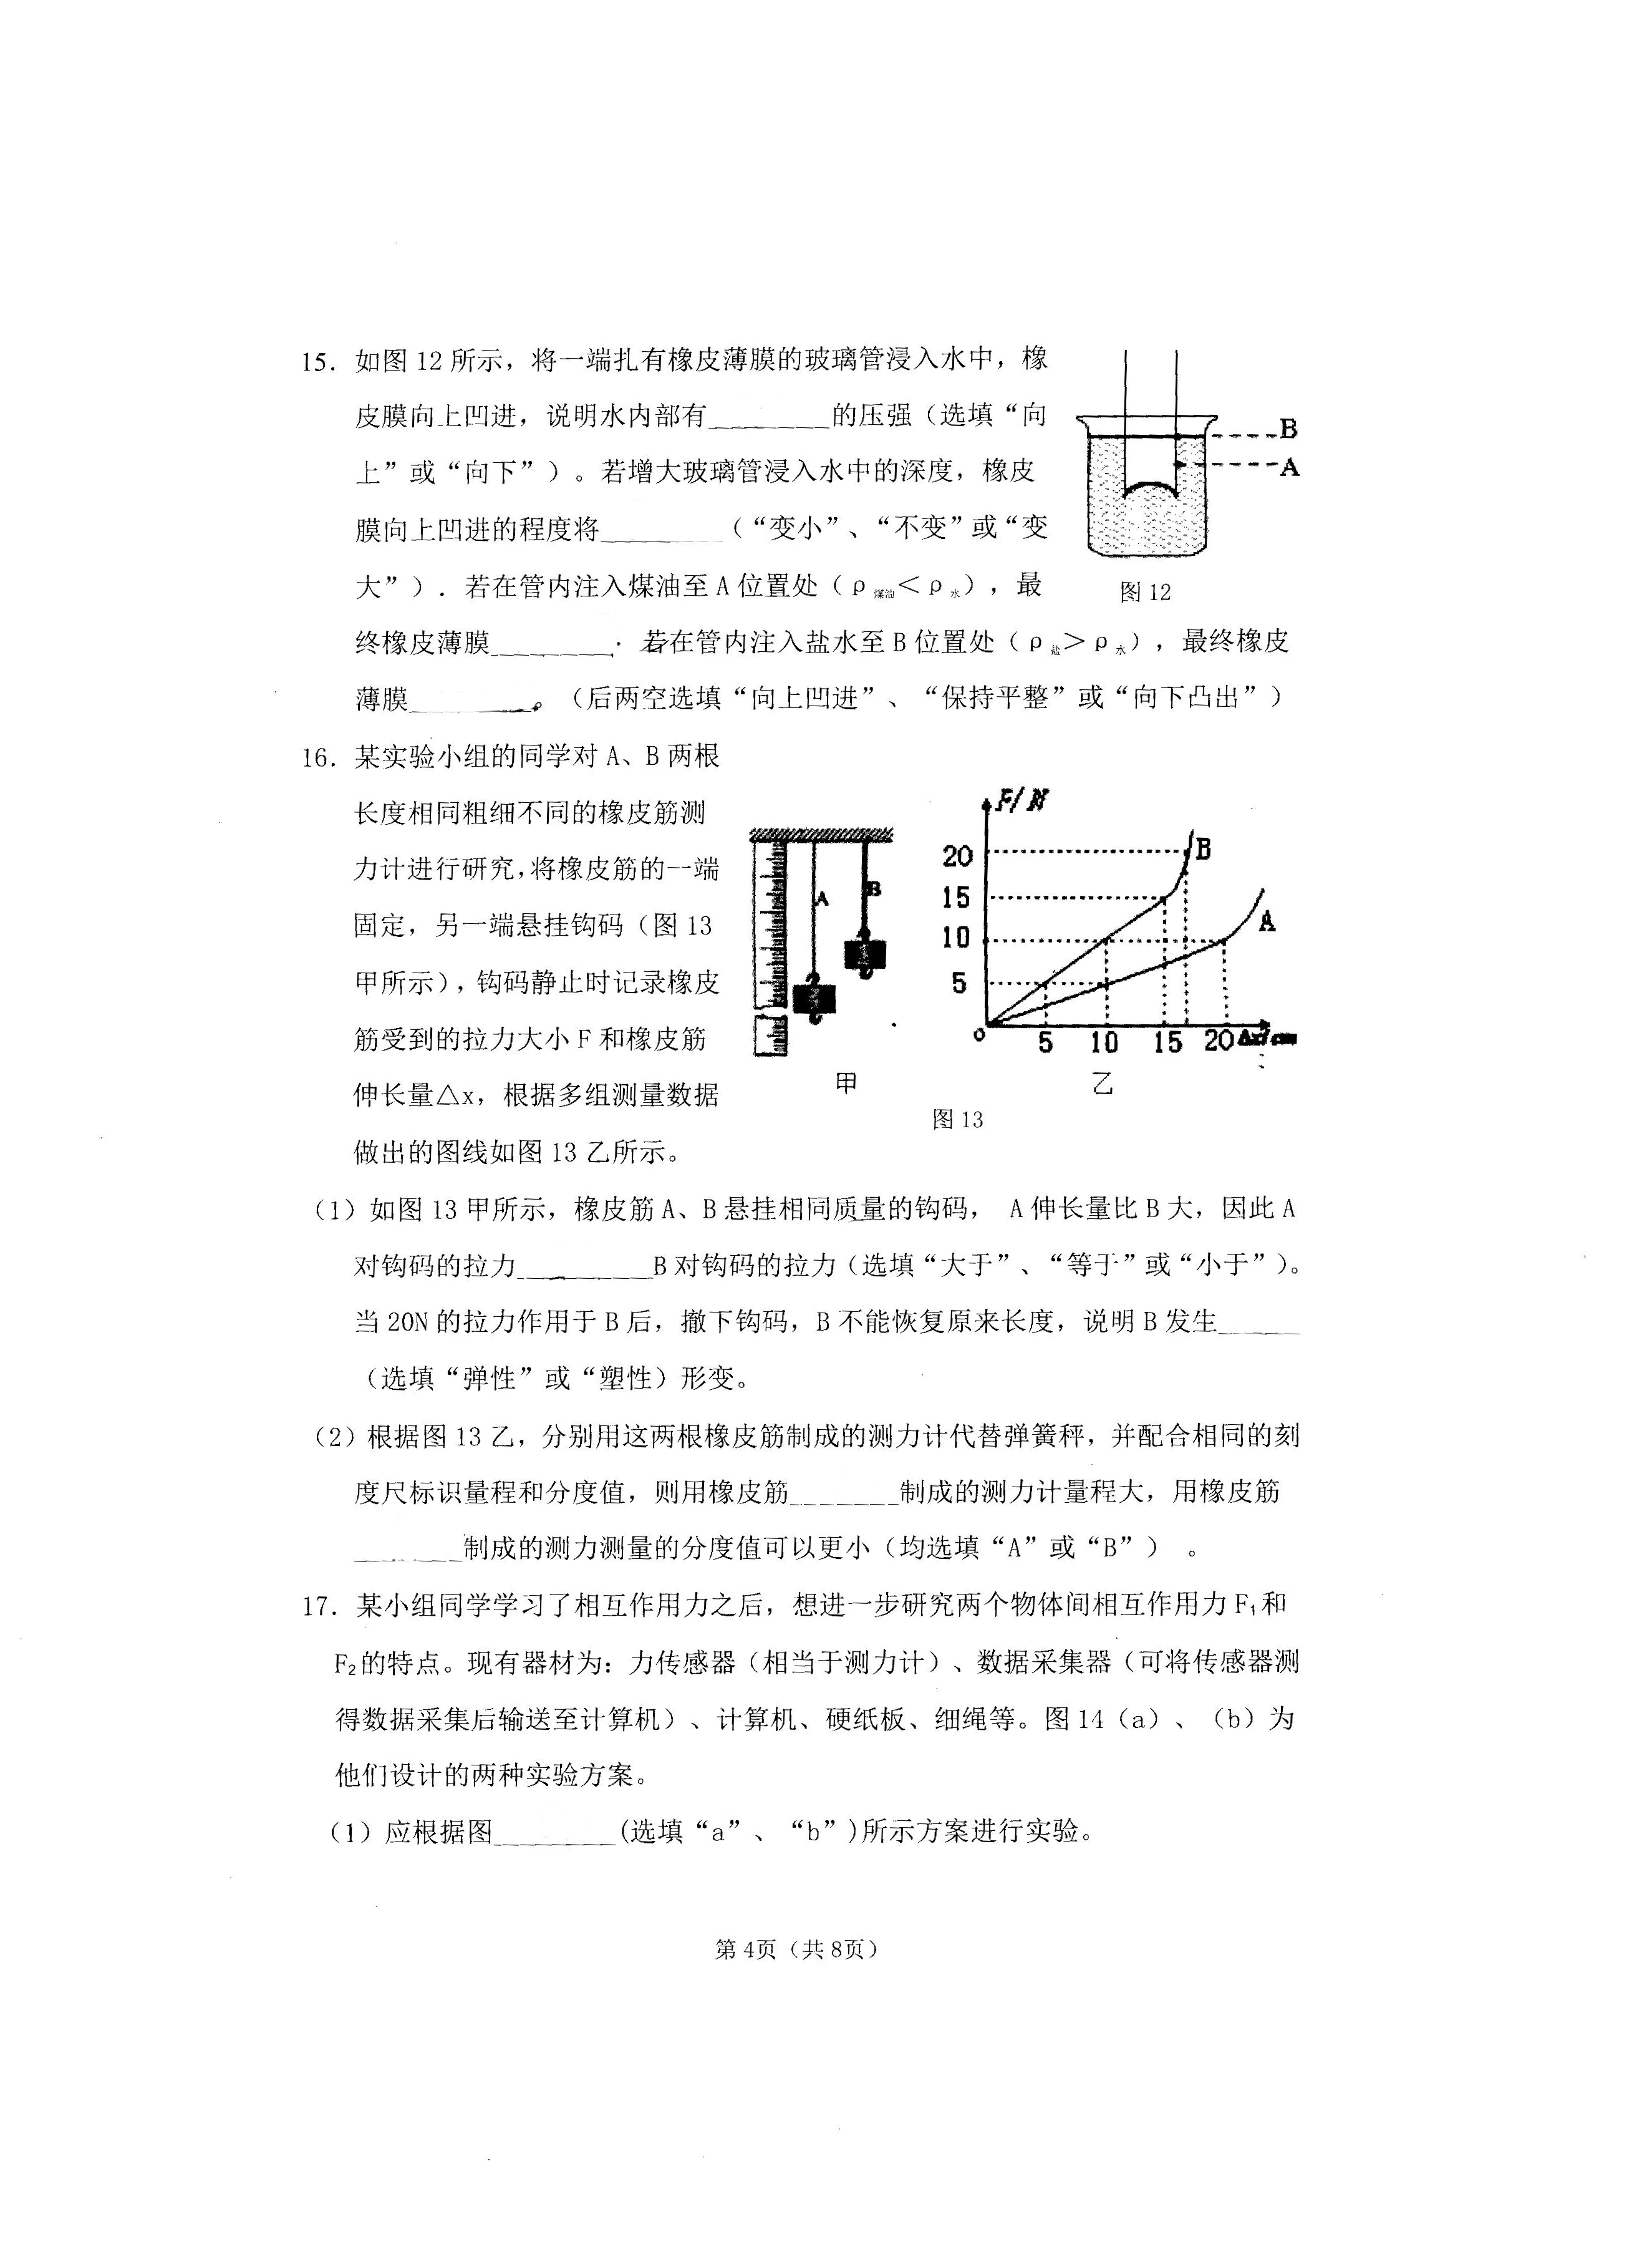 15. 如图 12 所示，将一端扎有橡皮薄膜的玻璃管浸入水中，橡
皮膜向上凹进，说明水内部有________的压强（选填“向
上”或“向下”）。若增大玻璃管浸入水中的深度，橡皮
膜向上凹进的程度将________（“变小”、“不变”或“变
大”）. 若在管内注入煤油至 A 位置处（ρ煤油＜ρ水），最
终橡皮薄膜________. 若在管内注入盐水至 B 位置处（ρ盐＞ρ水），最终橡皮
薄膜________。（后两空选填“向上凹进”、“保持平整”或“向下凸出”）
B
A
图 12
16. 某实验小组的同学对 A、B 两根
长度相同粗细不同的橡皮筋测
力计进行研究，将橡皮筋的一端
固定，另一端悬挂钩码（图 13
甲所示），钩码静止时记录橡皮
筋受到的拉力大小 F 和橡皮筋
伸长量△x，根据多组测量数据
做出的图线如图 13 乙所示。
A
B
甲
F/N
20
15
10
5
0
5 10 15 20 Δx/cm
B
A
乙
图 13
（1）如图 13 甲所示，橡皮筋 A、B 悬挂相同质量的钩码， A 伸长量比 B 大，因此 A
对钩码的拉力________B 对钩码的拉力（选填“大于”、“等于”或“小于”）。
当 20N 的拉力作用于 B 后，撤下钩码，B 不能恢复原来长度，说明 B 发生______
（选填“弹性”或“塑性）形变。
（2）根据图 13 乙，分别用这两根橡皮筋制成的测力计代替弹簧秤，并配合相同的刻
度尺标识量程和分度值，则用橡皮筋________制成的测力计量程大，用橡皮筋
________制成的测力测量的分度值可以更小（均选填“A”或“B”） 。
17. 某小组同学学习了相互作用力之后，想进一步研究两个物体间相互作用力 F₁和
F₂的特点。现有器材为：力传感器（相当于测力计）、数据采集器（可将传感器测
得数据采集后输送至计算机）、计算机、硬纸板、细绳等。图 14（a）、（b）为
他们设计的两种实验方案。
（1）应根据图________(选填“a”、“b”)所示方案进行实验。
第 4页（共 8页）